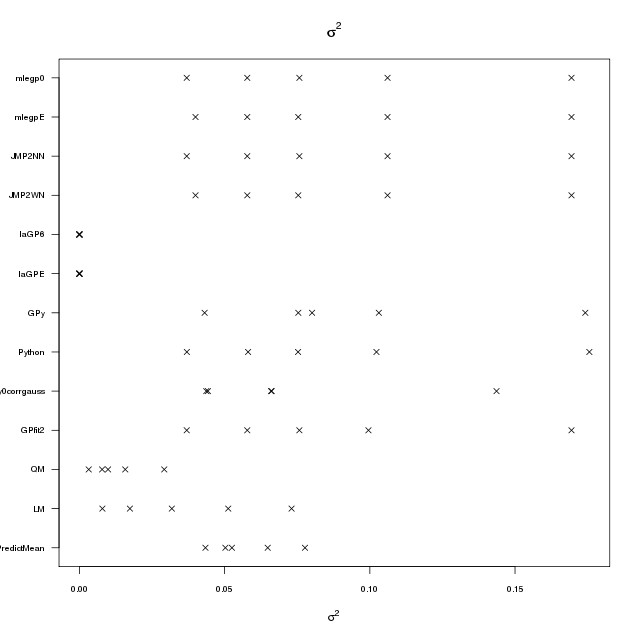 σ²
mlegp0
mlegpE
JMP2NN
JMP2WN
laGP6
laGPE
GPy
Python
y0corrgauss
GPfit2
QM
LM
PredictMean
0.00 0.05 0.10 0.15
σ²